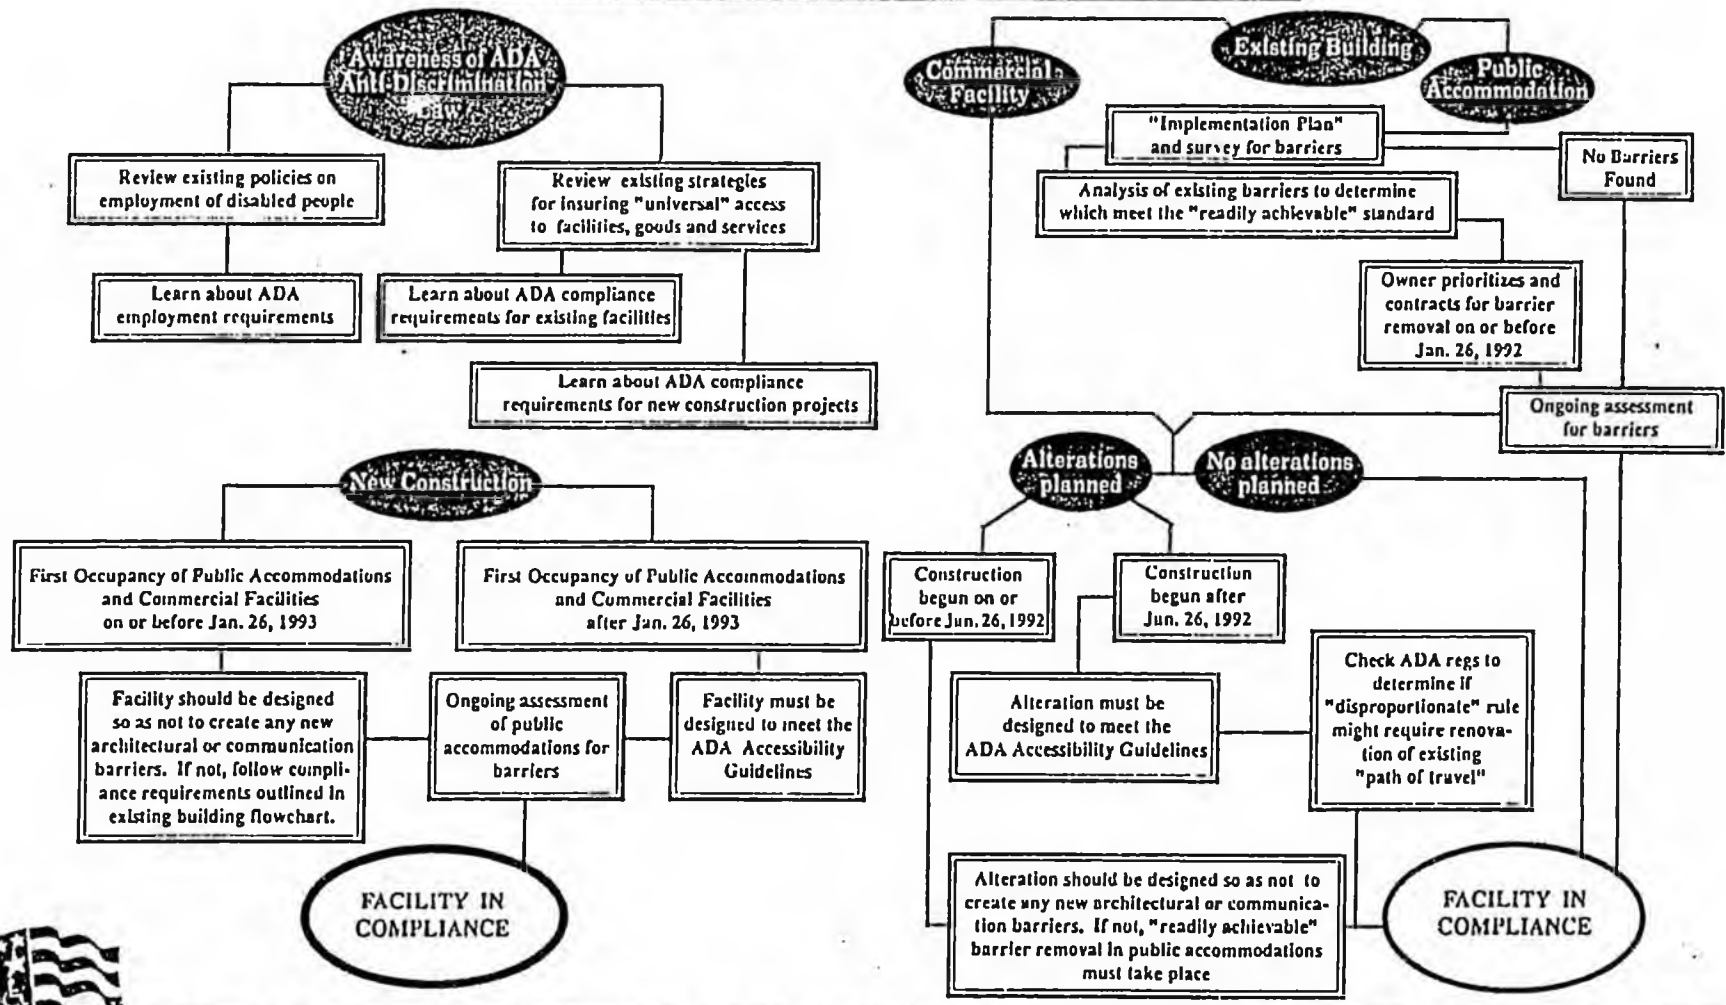 Awareness of ADA
Anti-Discrimination
Law
Review existing policies on
employment of disabled people
Review existing strategies
for insuring "universal" access
to facilities, goods and services
Learn about ADA
employment requirements
Learn about ADA compliance
requirements for existing facilities
Learn about ADA compliance
requirements for new construction projects
New Construction
First Occupancy of Public Accommodations
and Commercial Facilities
on or before Jan. 26, 1993
First Occupancy of Public Accommodations
and Commercial Facilities
after Jan. 26, 1993
Facility should be designed
so as not to create any new
architectural or communication
barriers. If not, follow compli-
ance requirements outlined in
existing building flowchart.
Ongoing assessment
of public
accommodations for
barriers
Facility must be
designed to meet the
ADA Accessibility
Guidelines
FACILITY IN
COMPLIANCE
Existing Building
Commercial
Facility
Public
Accommodation
"Implementation Plan"
and survey for barriers
No Barriers
Found
Analysis of existing barriers to determine
which meet the "readily achievable" standard
Owner prioritizes and
contracts for barrier
removal on or before
Jan. 26, 1992
Ongoing assessment
for barriers
Alterations
planned
No alterations
planned
Construction
begun on or
before Jun. 26, 1992
Construction
begun after
Jun. 26, 1992
Alteration must be
designed to meet the
ADA Accessibility Guidelines
Check ADA regs to
determine if
"disproportionate" rule
might require renova-
tion of existing
"path of travel"
Alteration should be designed so as not to
create any new architectural or communica-
tion barriers. If not, "readily achievable"
barrier removal in public accommodations
must take place
FACILITY IN
COMPLIANCE